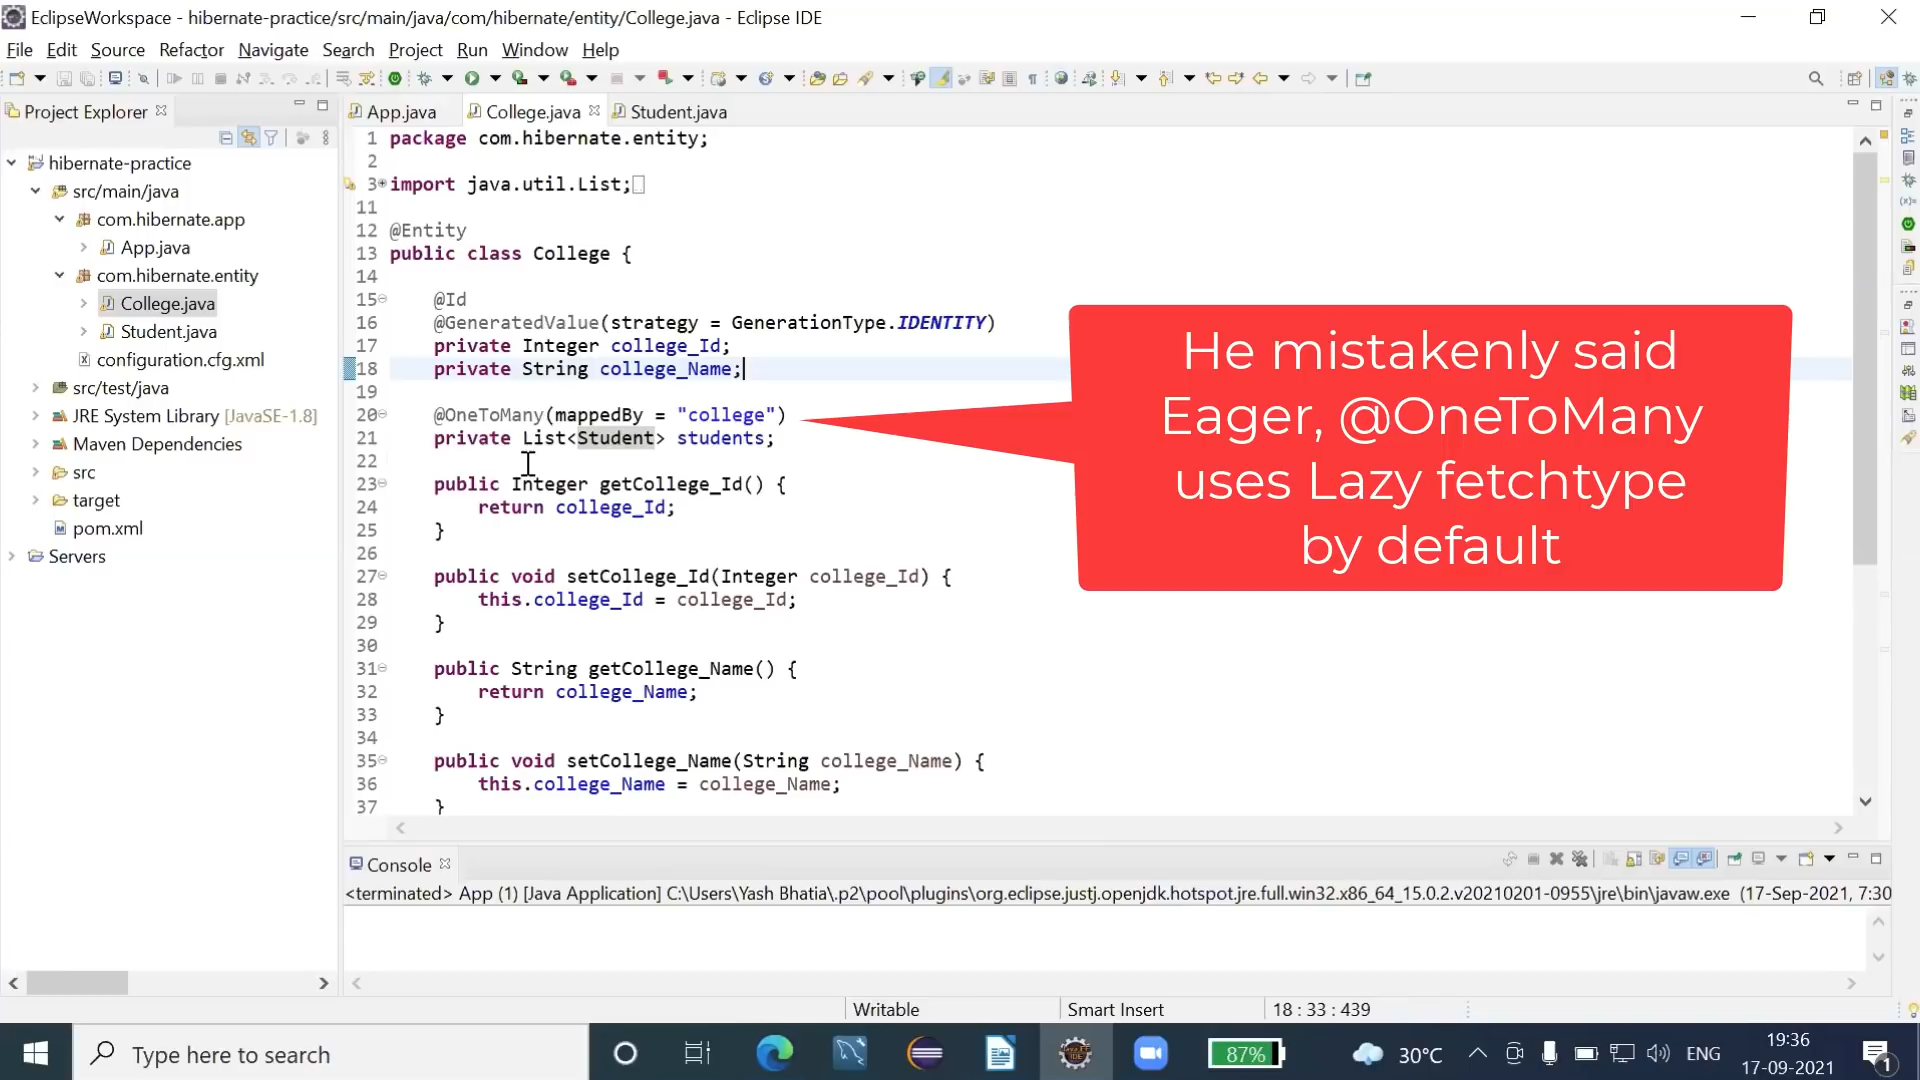 EclipseWorkspace - hibernate-practice/src/main/java/com/hibernate/entity/College.java - Eclipse IDE
File Edit Source Refactor Navigate Search Project Run Window Help
Project Explorer
App.java College.java Student.java
hibernate-practice
src/main/java
com.hibernate.app
App.java
com.hibernate.entity
College.java
Student.java
configuration.cfg.xml
src/test/java
JRE System Library [JavaSE-1.8]
Maven Dependencies
src
target
pom.xml
Servers
1 package com.hibernate.entity;
2
3 import java.util.List;
11
12 @Entity
13 public class College {
14
15 @Id
16 @GeneratedValue(strategy = GenerationType.IDENTITY)
17 private Integer college_Id;
18 private String college_Name;
19
20 @OneToMany(mappedBy = "college")
21 private List<Student> students;
22
23 public Integer getCollege_Id() {
24 return college_Id;
25 }
26
27 public void setCollege_Id(Integer college_Id) {
28 this.college_Id = college_Id;
29 }
30
31 public String getCollege_Name() {
32 return college_Name;
33 }
34
35 public void setCollege_Name(String college_Name) {
36 this.college_Name = college_Name;
37 }
He mistakenly said
Eager, @OneToMany
uses Lazy fetchtype
by default
Console
<terminated> App (1) [Java Application] C:\Users\Yash Bhatia\.p2\pool\plugins\org.eclipse.justj.openjdk.hotspot.jre.full.win32.x86_64_15.0.2.v20210201-0955\jre\bin\javaw.exe (17-Sep-2021, 7:30
Writable Smart Insert 18 : 33 : 439
Type here to search
87%
30°C
ENG
19:36
17-09-2021
1